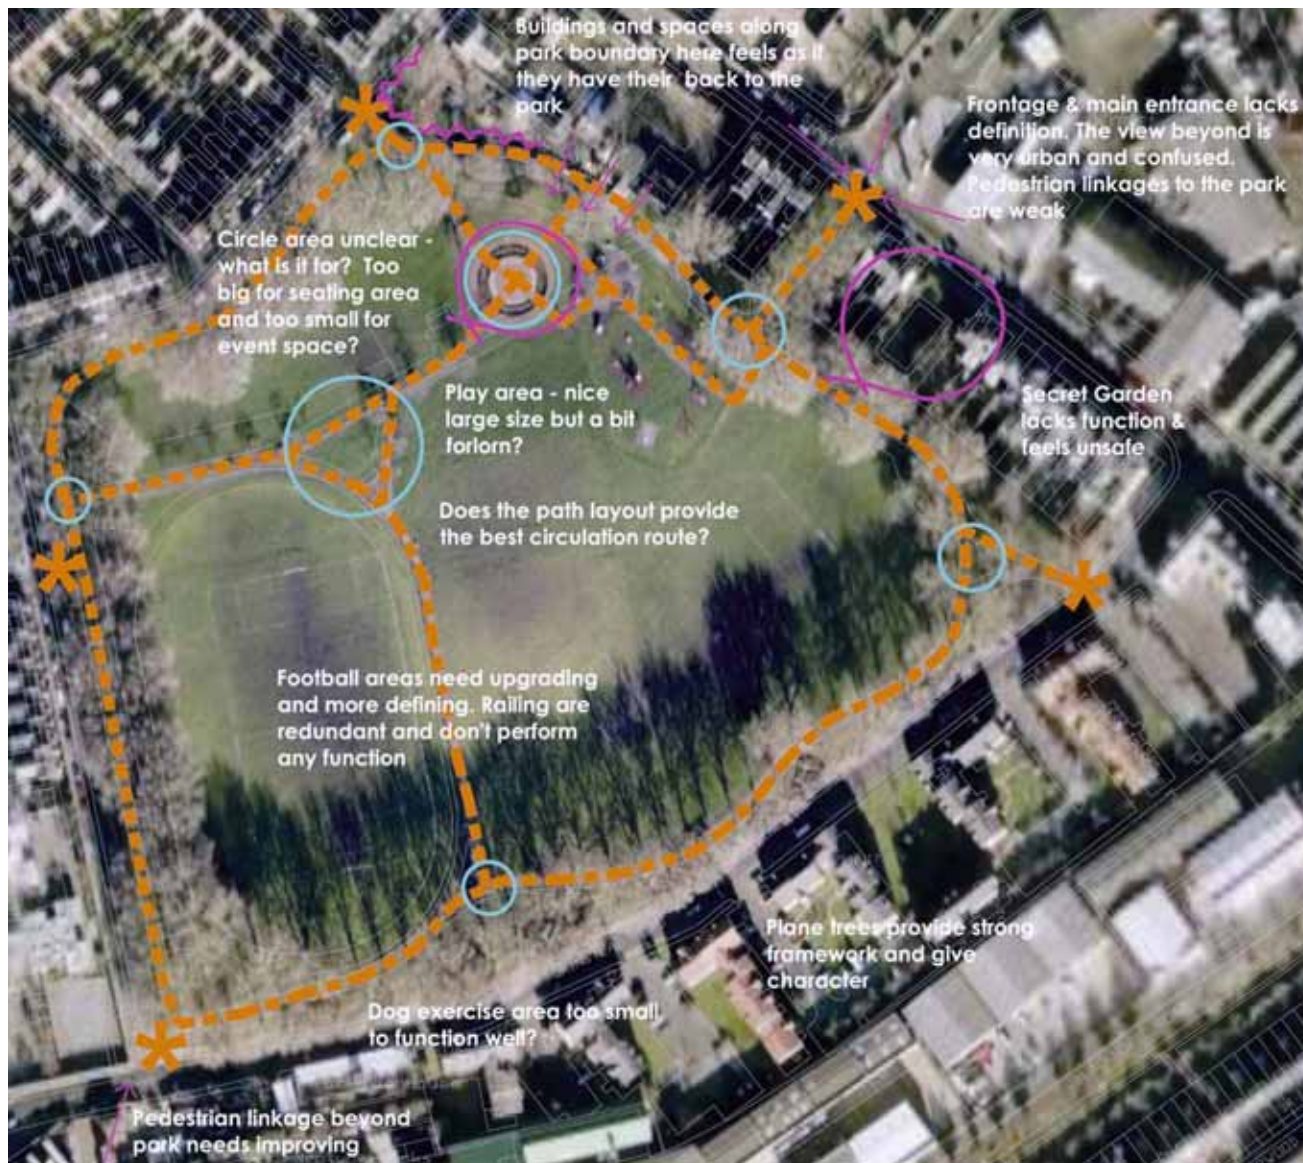 Buildings and spaces along
park boundary here feels as if
they have their back to the
park
Frontage & main entrance lacks
definition. The view beyond is
very urban and confused.
Pedestrian linkages to the park
are weak
Circle area unclear -
what is it for? Too
big for seating area
and too small for
event space?
Play area - nice
large size but a bit
forlorn?
Secret Garden
lacks function &
feels unsafe
Does the path layout provide
the best circulation route?
Football areas need upgrading
and more defining. Railing are
redundant and don't perform
any function
Plane trees provide strong
framework and give
character
Dog exercise area too small
to function well?
Pedestrian linkage beyond
park needs improving